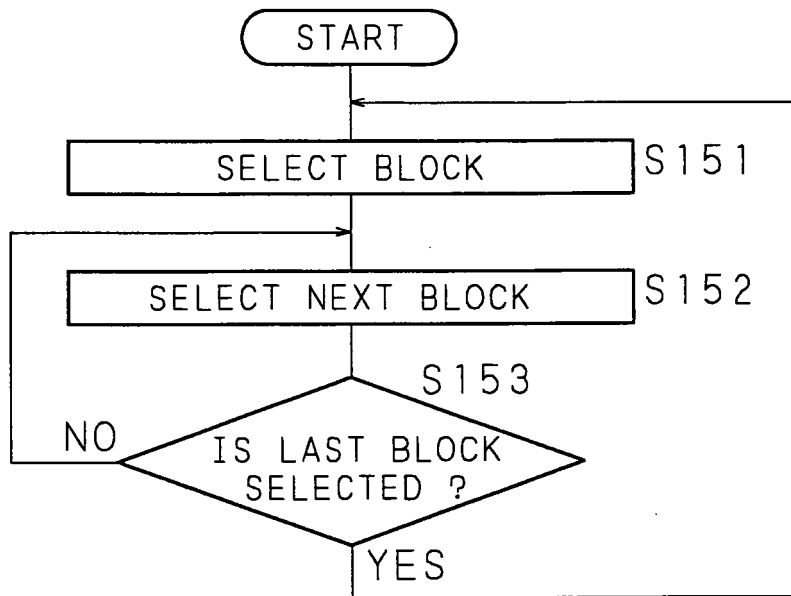 START
SELECT BLOCK
S151
SELECT NEXT BLOCK
S152
S153
NO
IS LAST BLOCK
SELECTED ?
YES